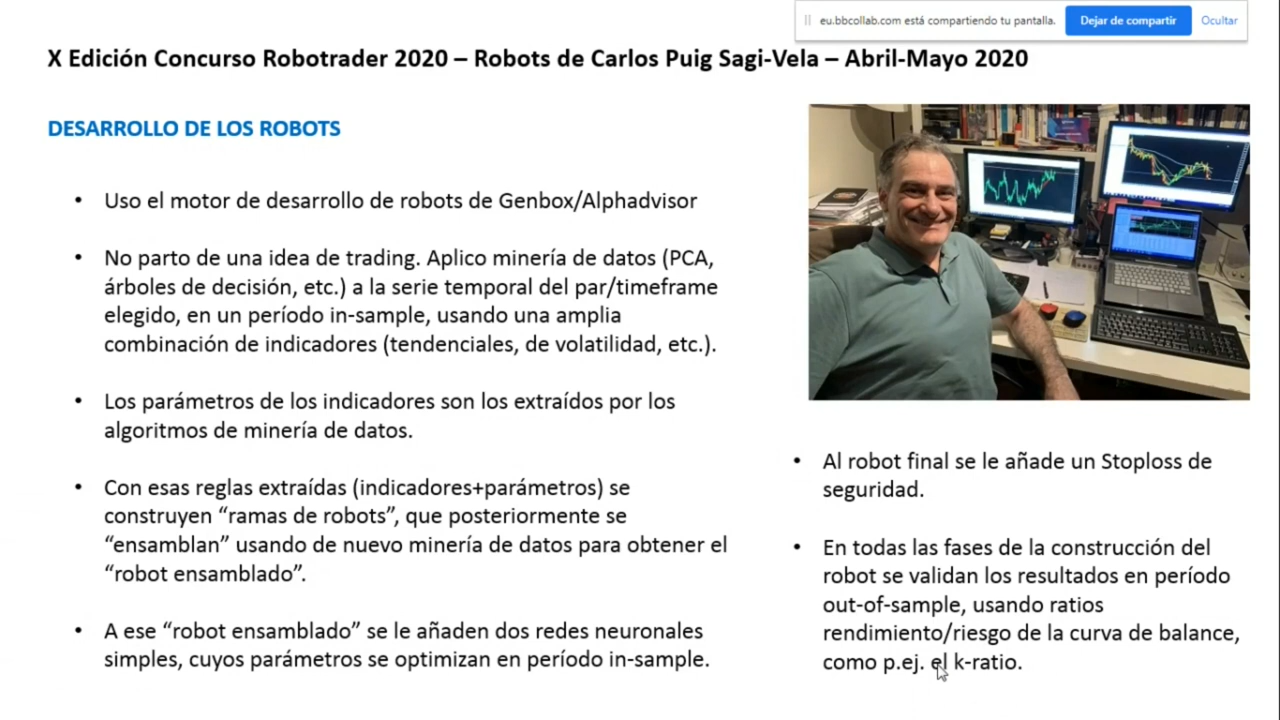 eu.bbcollab.com está compartiendo tu pantalla.
Dejar de compartir
Ocultar
X Edición Concurso Robotrader 2020 – Robots de Carlos Puig Sagi-Vela – Abril-Mayo 2020
DESARROLLO DE LOS ROBOTS
• Uso el motor de desarrollo de robots de Genbox/Alphadvisor
• No parto de una idea de trading. Aplico minería de datos (PCA,
árboles de decisión, etc.) a la serie temporal del par/timeframe
elegido, en un período in-sample, usando una amplia
combinación de indicadores (tendenciales, de volatilidad, etc.).
• Los parámetros de los indicadores son los extraídos por los
algoritmos de minería de datos.
• Con esas reglas extraídas (indicadores+parámetros) se
construyen “ramas de robots”, que posteriormente se
“ensamblan” usando de nuevo minería de datos para obtener el
“robot ensamblado”.
• A ese “robot ensamblado” se le añaden dos redes neuronales
simples, cuyos parámetros se optimizan en período in-sample.
• Al robot final se le añade un Stoploss de
seguridad.
• En todas las fases de la construcción del
robot se validan los resultados en período
out-of-sample, usando ratios
rendimiento/riesgo de la curva de balance,
como p.ej. el k-ratio.